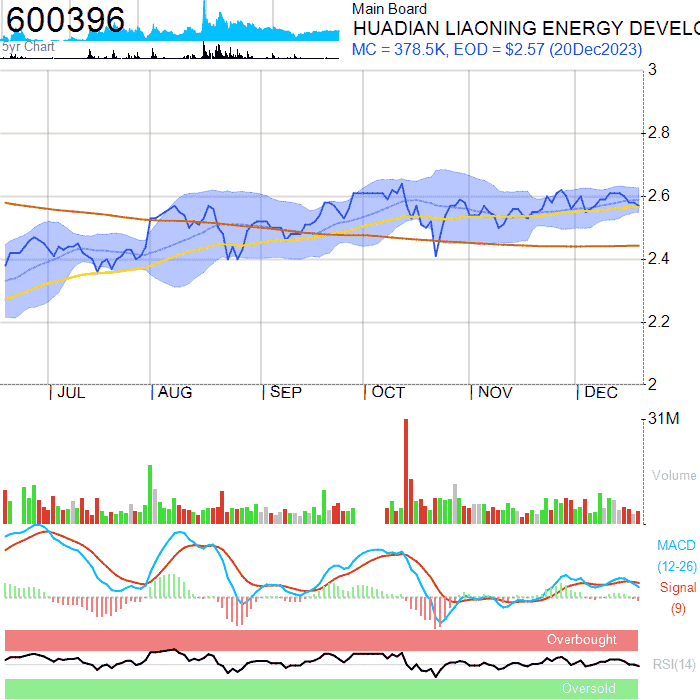 600396
5yr Chart
Main Board
HUADIAN LIAONING ENERGY DEVELO
MC = 378.5K, EOD = $2.57 (20Dec2023)
3
2.8
2.6
2.4
2.2
2
JUL
AUG
SEP
OCT
NOV
DEC
31M
Volume
MACD
(12-26)
Signal
(9)
Overbought
RSI(14)
Oversold